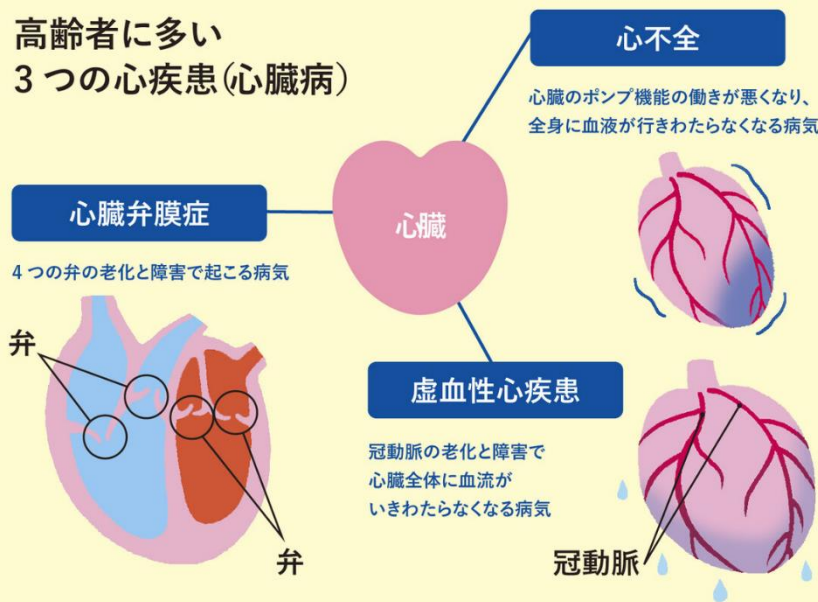 高齢者に多い
3つの心疾患(心臓病)
心不全
心臓のポンプ機能の働きが悪くなり、
全身に血液が行きわたらなくなる病気
心臓
心臓弁膜症
4つの弁の老化と障害で起こる病気
弁
弁
虚血性心疾患
冠動脈の老化と障害で
心臓全体に血流が
いきわたらなくなる病気
冠動脈